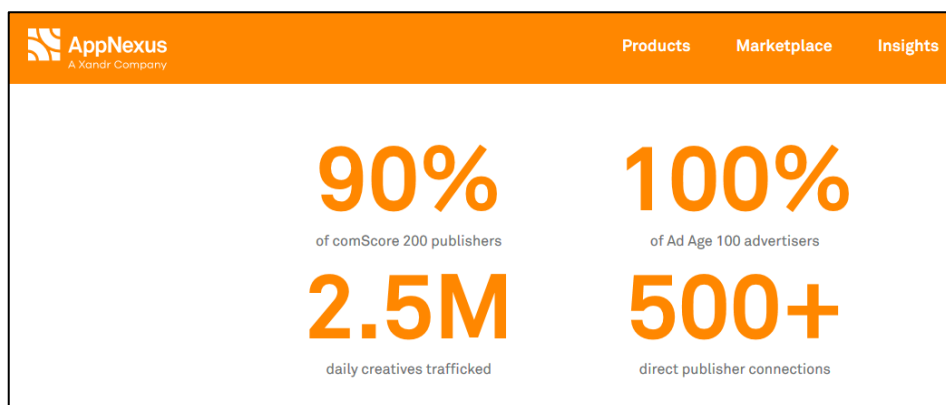 AppNexus
A Xandr Company
Products Marketplace Insights
90% 100%
of comScore 200 publishers of Ad Age 100 advertisers
2.5M 500+
daily creatives trafficked direct publisher connections